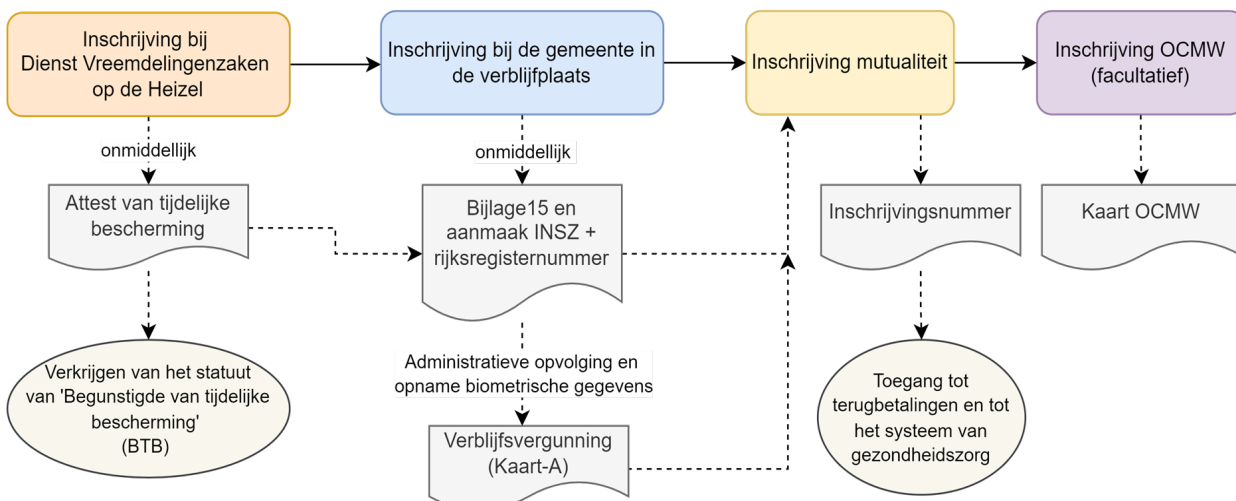 Inschrijving bij
Dienst Vreemdelingenzaken
op de Heizel
Inschrijving bij de gemeente in
de verblijfplaats
Inschrijving mutualiteit
Inschrijving OCMW
(facultatief)
onmiddellijk
onmiddellijk
Attest van tijdelijke
bescherming
Bijlage15 en
aanmaak INSZ +
rijksregisternummer
Inschrijvingsnummer
Kaart OCMW
Verkrijgen van het statuut
van 'Begunstigde van tijdelijke
bescherming'
(BTB)
Administratieve opvolging en
opname biometrische gegevens
Verblijfsvergunning
(Kaart-A)
Toegang tot
terugbetalingen en tot
het systeem van
gezondheidszorg